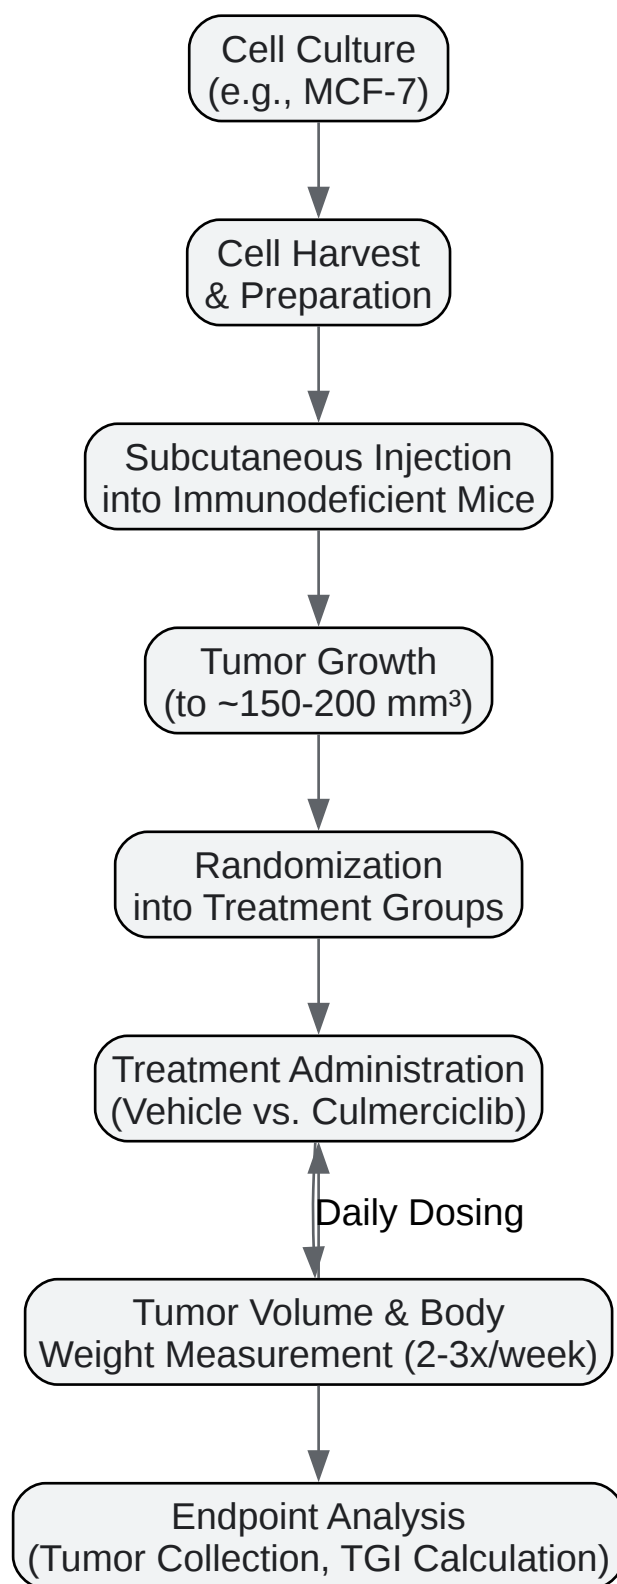 Cell Culture
(e.g., MCF-7)
Cell Harvest
& Preparation
Subcutaneous Injection
into Immunodeficient Mice
Tumor Growth
(to ~150-200 mm³)
Randomization
into Treatment Groups
Treatment Administration
(Vehicle vs. Culmerciclib)
Daily Dosing
Tumor Volume & Body
Weight Measurement (2-3x/week)
Endpoint Analysis
(Tumor Collection, TGI Calculation)